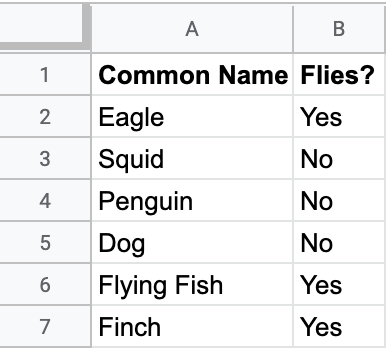 A B
1 Common Name Flies?
2 Eagle Yes
3 Squid No
4 Penguin No
5 Dog No
6 Flying Fish Yes
7 Finch Yes